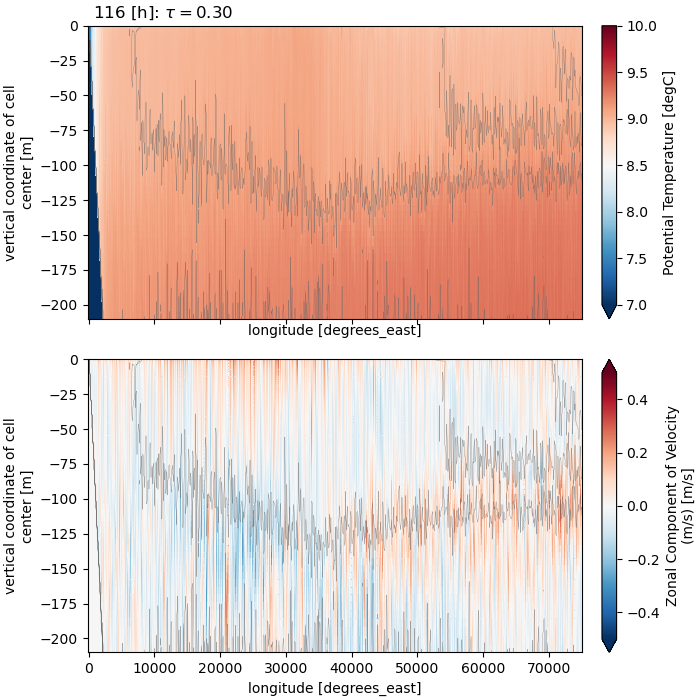 116 [h]: τ = 0.30
0
−25
−50
−75
−100
−125
−150
−175
−200
vertical coordinate of cell
center [m]
longitude [degrees_east]
10.0
9.5
9.0
8.5
8.0
7.5
7.0
Potential Temperature [degC]
0
−25
−50
−75
−100
−125
−150
−175
−200
vertical coordinate of cell
center [m]
0 10000 20000 30000 40000 50000 60000 70000
longitude [degrees_east]
0.4
0.2
0.0
−0.2
−0.4
Zonal Component of Velocity
(m/s) [m/s]